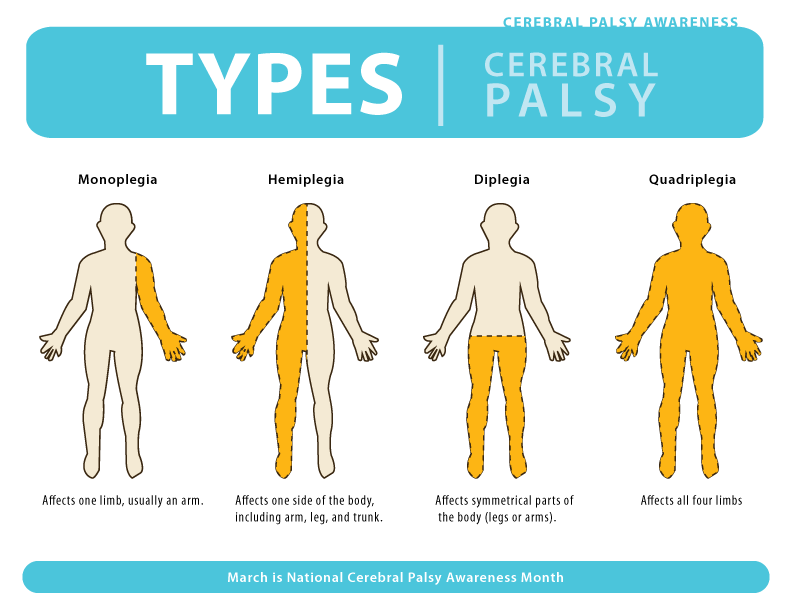 CEREBRAL PALSY AWARENESS
TYPES
CEREBRAL
PALSY
Monoplegia
Hemiplegia
Diplegia
Quadriplegia
Affects one limb, usually an arm.
Affects one side of the body,
including arm, leg, and trunk.
Affects symmetrical parts of
the body (legs or arms).
Affects all four limbs
March is National Cerebral Palsy Awareness Month